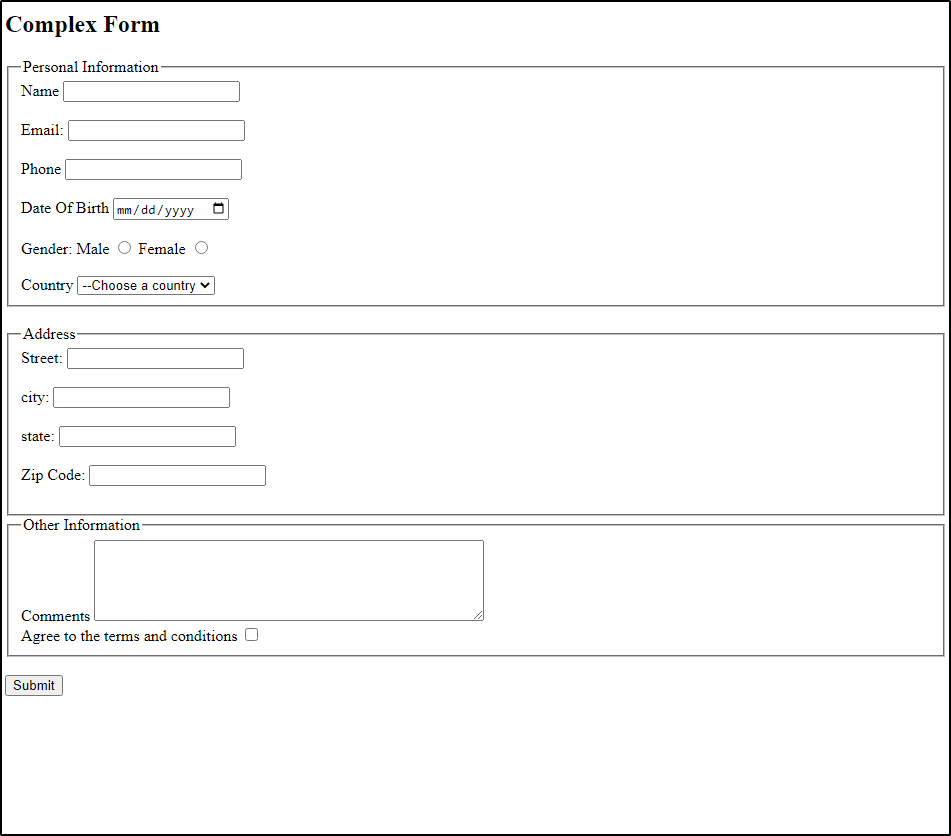 Complex Form
Personal Information
Name
Email:
Phone
Date Of Birth mm/dd/yyyy
Gender: Male Female
Country --Choose a country
Address
Street:
city:
state:
Zip Code:
Other Information
Comments
Agree to the terms and conditions
Submit